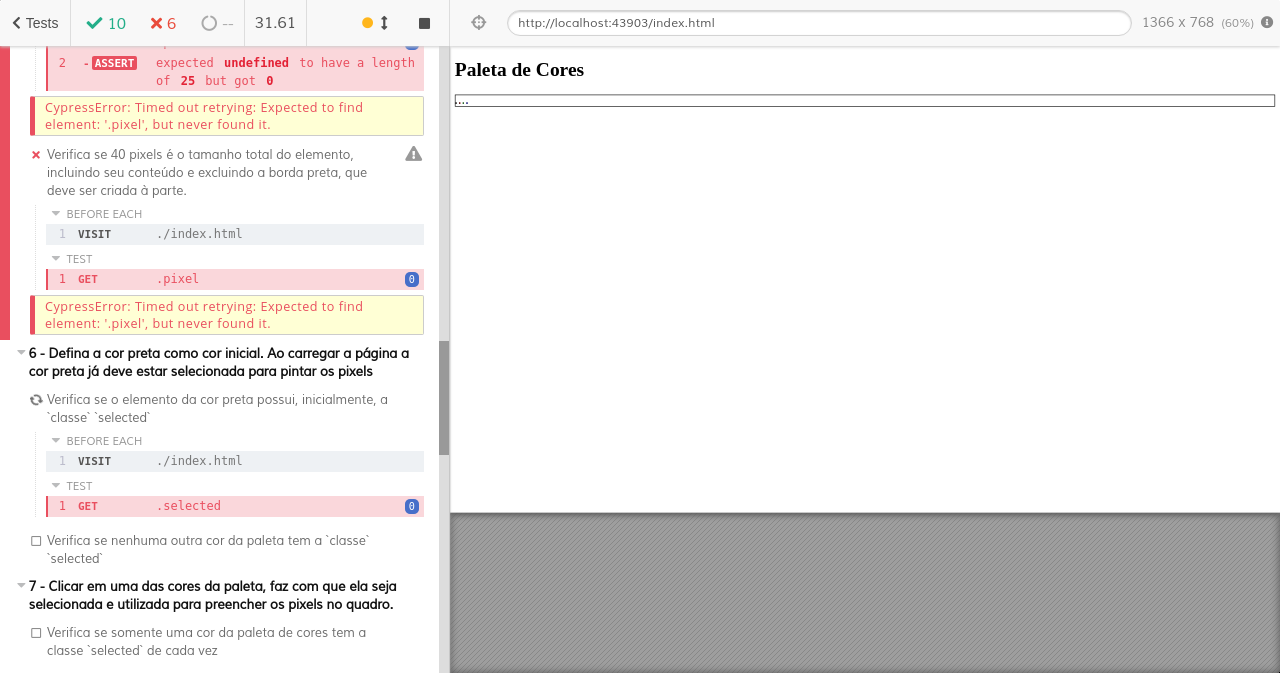 Tests
10
6
--
31.61
http://localhost:43903/index.html
1366 x 768 (60%)
2 -ASSERT expected undefined to have a length
of 25 but got 0
CypressError: Timed out retrying: Expected to find
element: '.pixel', but never found it.
Verifica se 40 pixels é o tamanho total do elemento,
incluindo seu conteúdo e excluindo a borda preta, que
deve ser criada à parte.
BEFORE EACH
1 VISIT ./index.html
TEST
1 GET .pixel 0
CypressError: Timed out retrying: Expected to find
element: '.pixel', but never found it.
6 - Defina a cor preta como cor inicial. Ao carregar a página a
cor preta já deve estar selecionada para pintar os pixels
Verifica se o elemento da cor preta possui, inicialmente, a
`classe` `selected`
BEFORE EACH
1 VISIT ./index.html
TEST
1 GET .selected 0
Verifica se nenhuma outra cor da paleta tem a `classe`
`selected`
7 - Clicar em uma das cores da paleta, faz com que ela seja
selecionada e utilizada para preencher os pixels no quadro.
Verifica se somente uma cor da paleta de cores tem a
classe `selected` de cada vez
Paleta de Cores
....